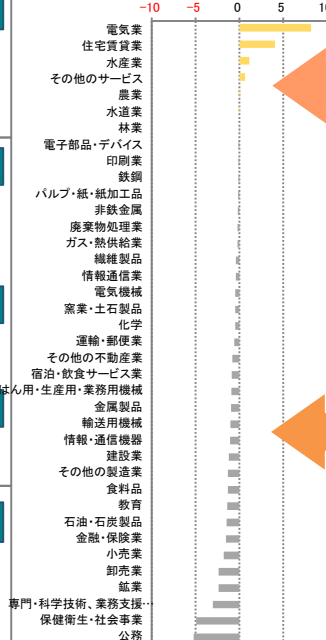 -10 -5 0 5 10
電気業
住宅賃貸業
水産業
その他のサービス
農業
水道業
林業
電子部品・デバイス
印刷業
鉄鋼
パルプ・紙・紙加工品
非鉄金属
廃棄物処理業
ガス・熱供給業
繊維製品
情報通信業
電気機械
窯業・土石製品
化学
運輸・郵便業
その他の不動産業
宿泊・飲食サービス業
はん用・生産用・業務用機械
金属製品
輸送用機械
情報・通信機器
建設業
その他の製造業
食料品
教育
石油・石炭製品
金融・保険業
小売業
卸売業
鉱業
専門・科学技術、業務支援…
保健衛生・社会事業
公務